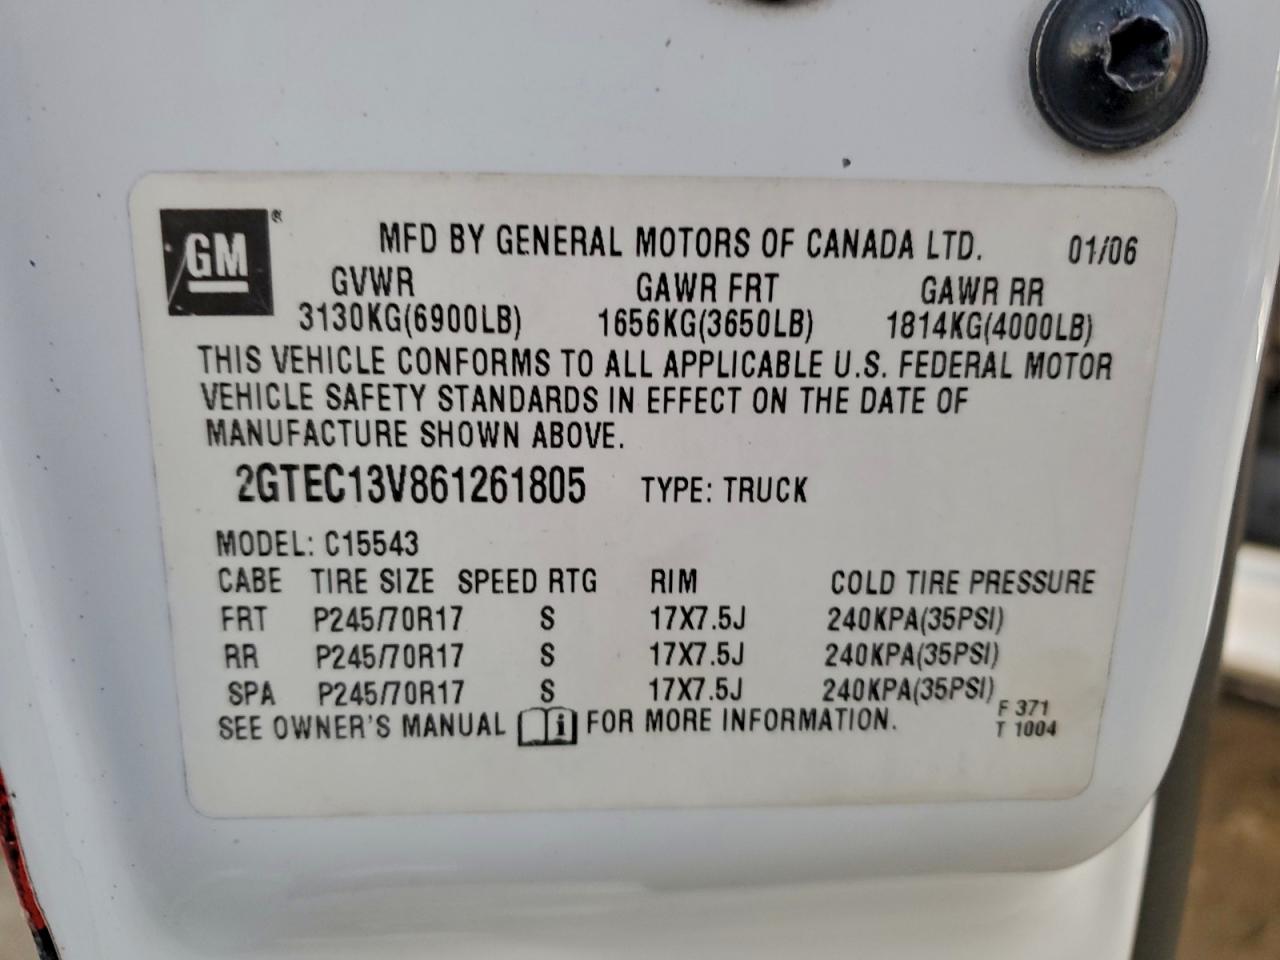 GM ®
MFD BY GENERAL MOTORS OF CANADA LTD. 01/06
GVWR GAWR FRT GAWR RR
3130KG(6900LB) 1656KG(3650LB) 1814KG(4000LB)
THIS VEHICLE CONFORMS TO ALL APPLICABLE U.S. FEDERAL MOTOR
VEHICLE SAFETY STANDARDS IN EFFECT ON THE DATE OF
MANUFACTURE SHOWN ABOVE.
2GTEC13V861261805 TYPE: TRUCK
MODEL: C15543
CABE TIRE SIZE SPEED RTG RIM COLD TIRE PRESSURE
FRT P245/70R17 S 17X7.5J 240KPA(35PSI)
RR P245/70R17 S 17X7.5J 240KPA(35PSI)
SPA P245/70R17 S 17X7.5J 240KPA(35PSI)
SEE OWNER'S MANUAL i FOR MORE INFORMATION.
F 371
T 1004